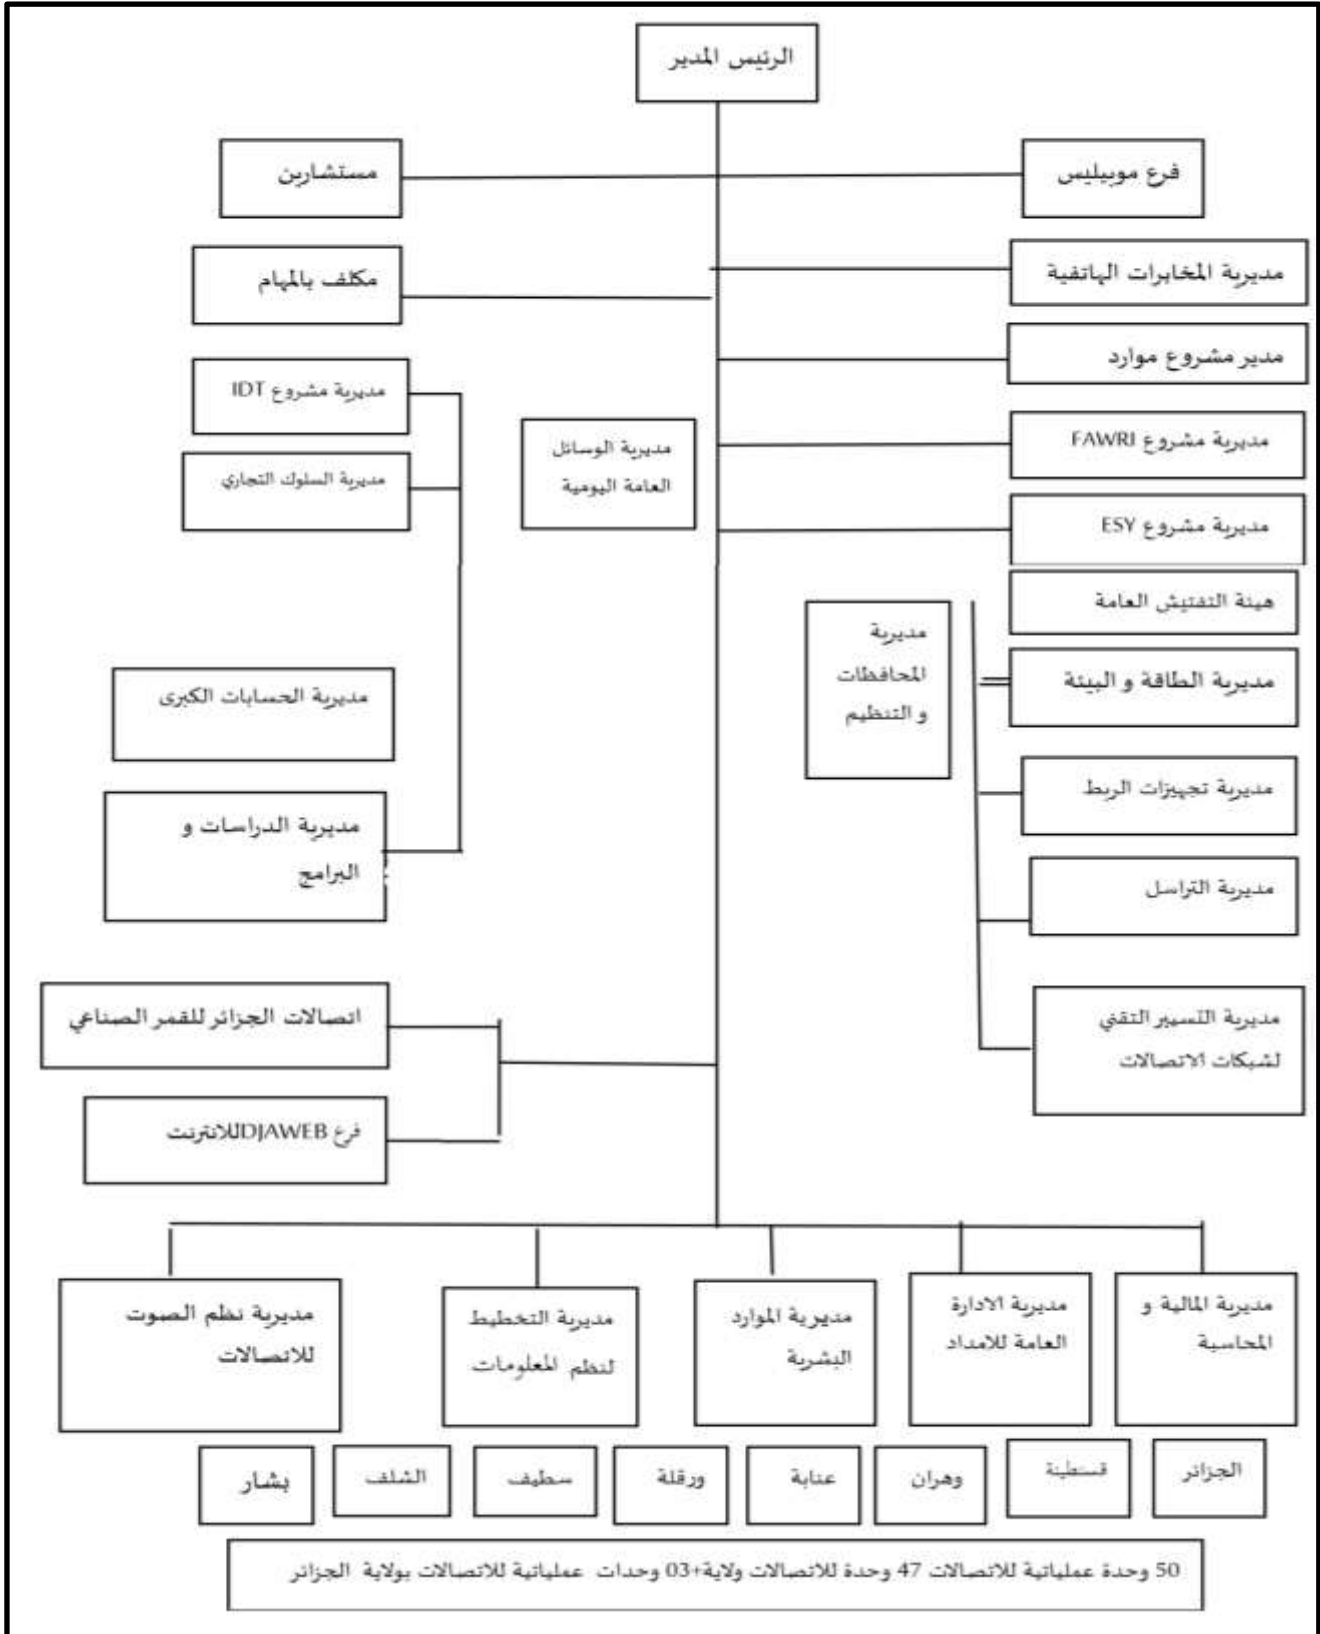 الرئيس المدير
فرع موبيليس
مستشارين
مديرية المخابرات الهاتفية
مكلف بالمهام
مدير مشروع موارد
مديرية مشروع IDT
مديرية مشروع FAWRI
مديرية الوسائل
العامة اليومية
مديرية السلوك التجاري
مديرية مشروع ESY
هيئة التفتيش العامة
مديرية
المحافظات
و التنظيم
مديرية الطاقة و البيئة
مديرية الحسابات الكبرى
مديرية تجهيزات الربط
مديرية الدراسات و
البرامج
مديرية التراسل
اتصالات الجزائر للقمر الصناعي
مديرية التسيير التقني
لشبكات الاتصالات
فرع DJAWEBللانترنت
مديرية المالية و
المحاسبة
مديرية الادارة
العامة للامداد
مديرية الموارد
البشرية
مديرية التخطيط
لنظم المعلومات
مديرية نظم الصوت
للاتصالات
الجزائر
قسنطينة
وهران
عنابة
ورقلة
سطيف
الشلف
بشار
50 وحدة عملياتية للاتصالات 47 وحدة للاتصالات ولاية+03 وحدات عملياتية للاتصالات بولاية الجزائر